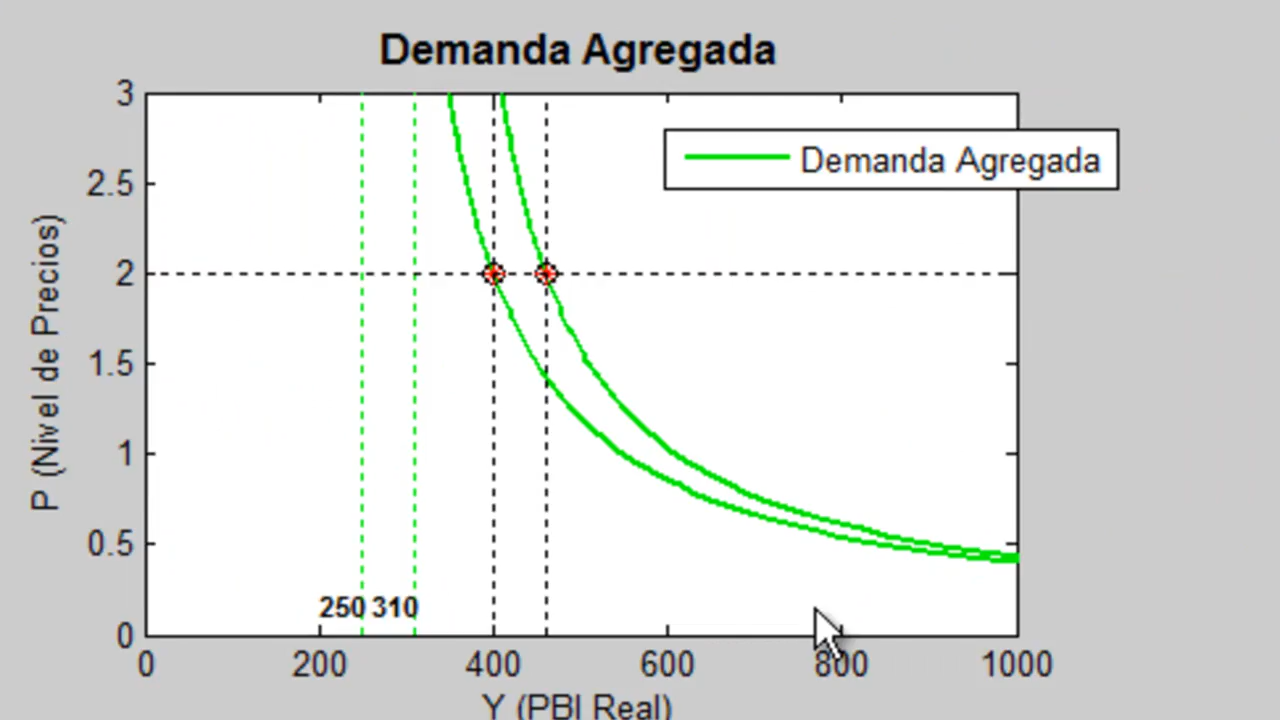 Demanda Agregada
Demanda Agregada
P (Nivel de Precios)
3
2.5
2
1.5
1
0.5
0
250 310
0 200 400 600 800 1000
Y (PBI Real)